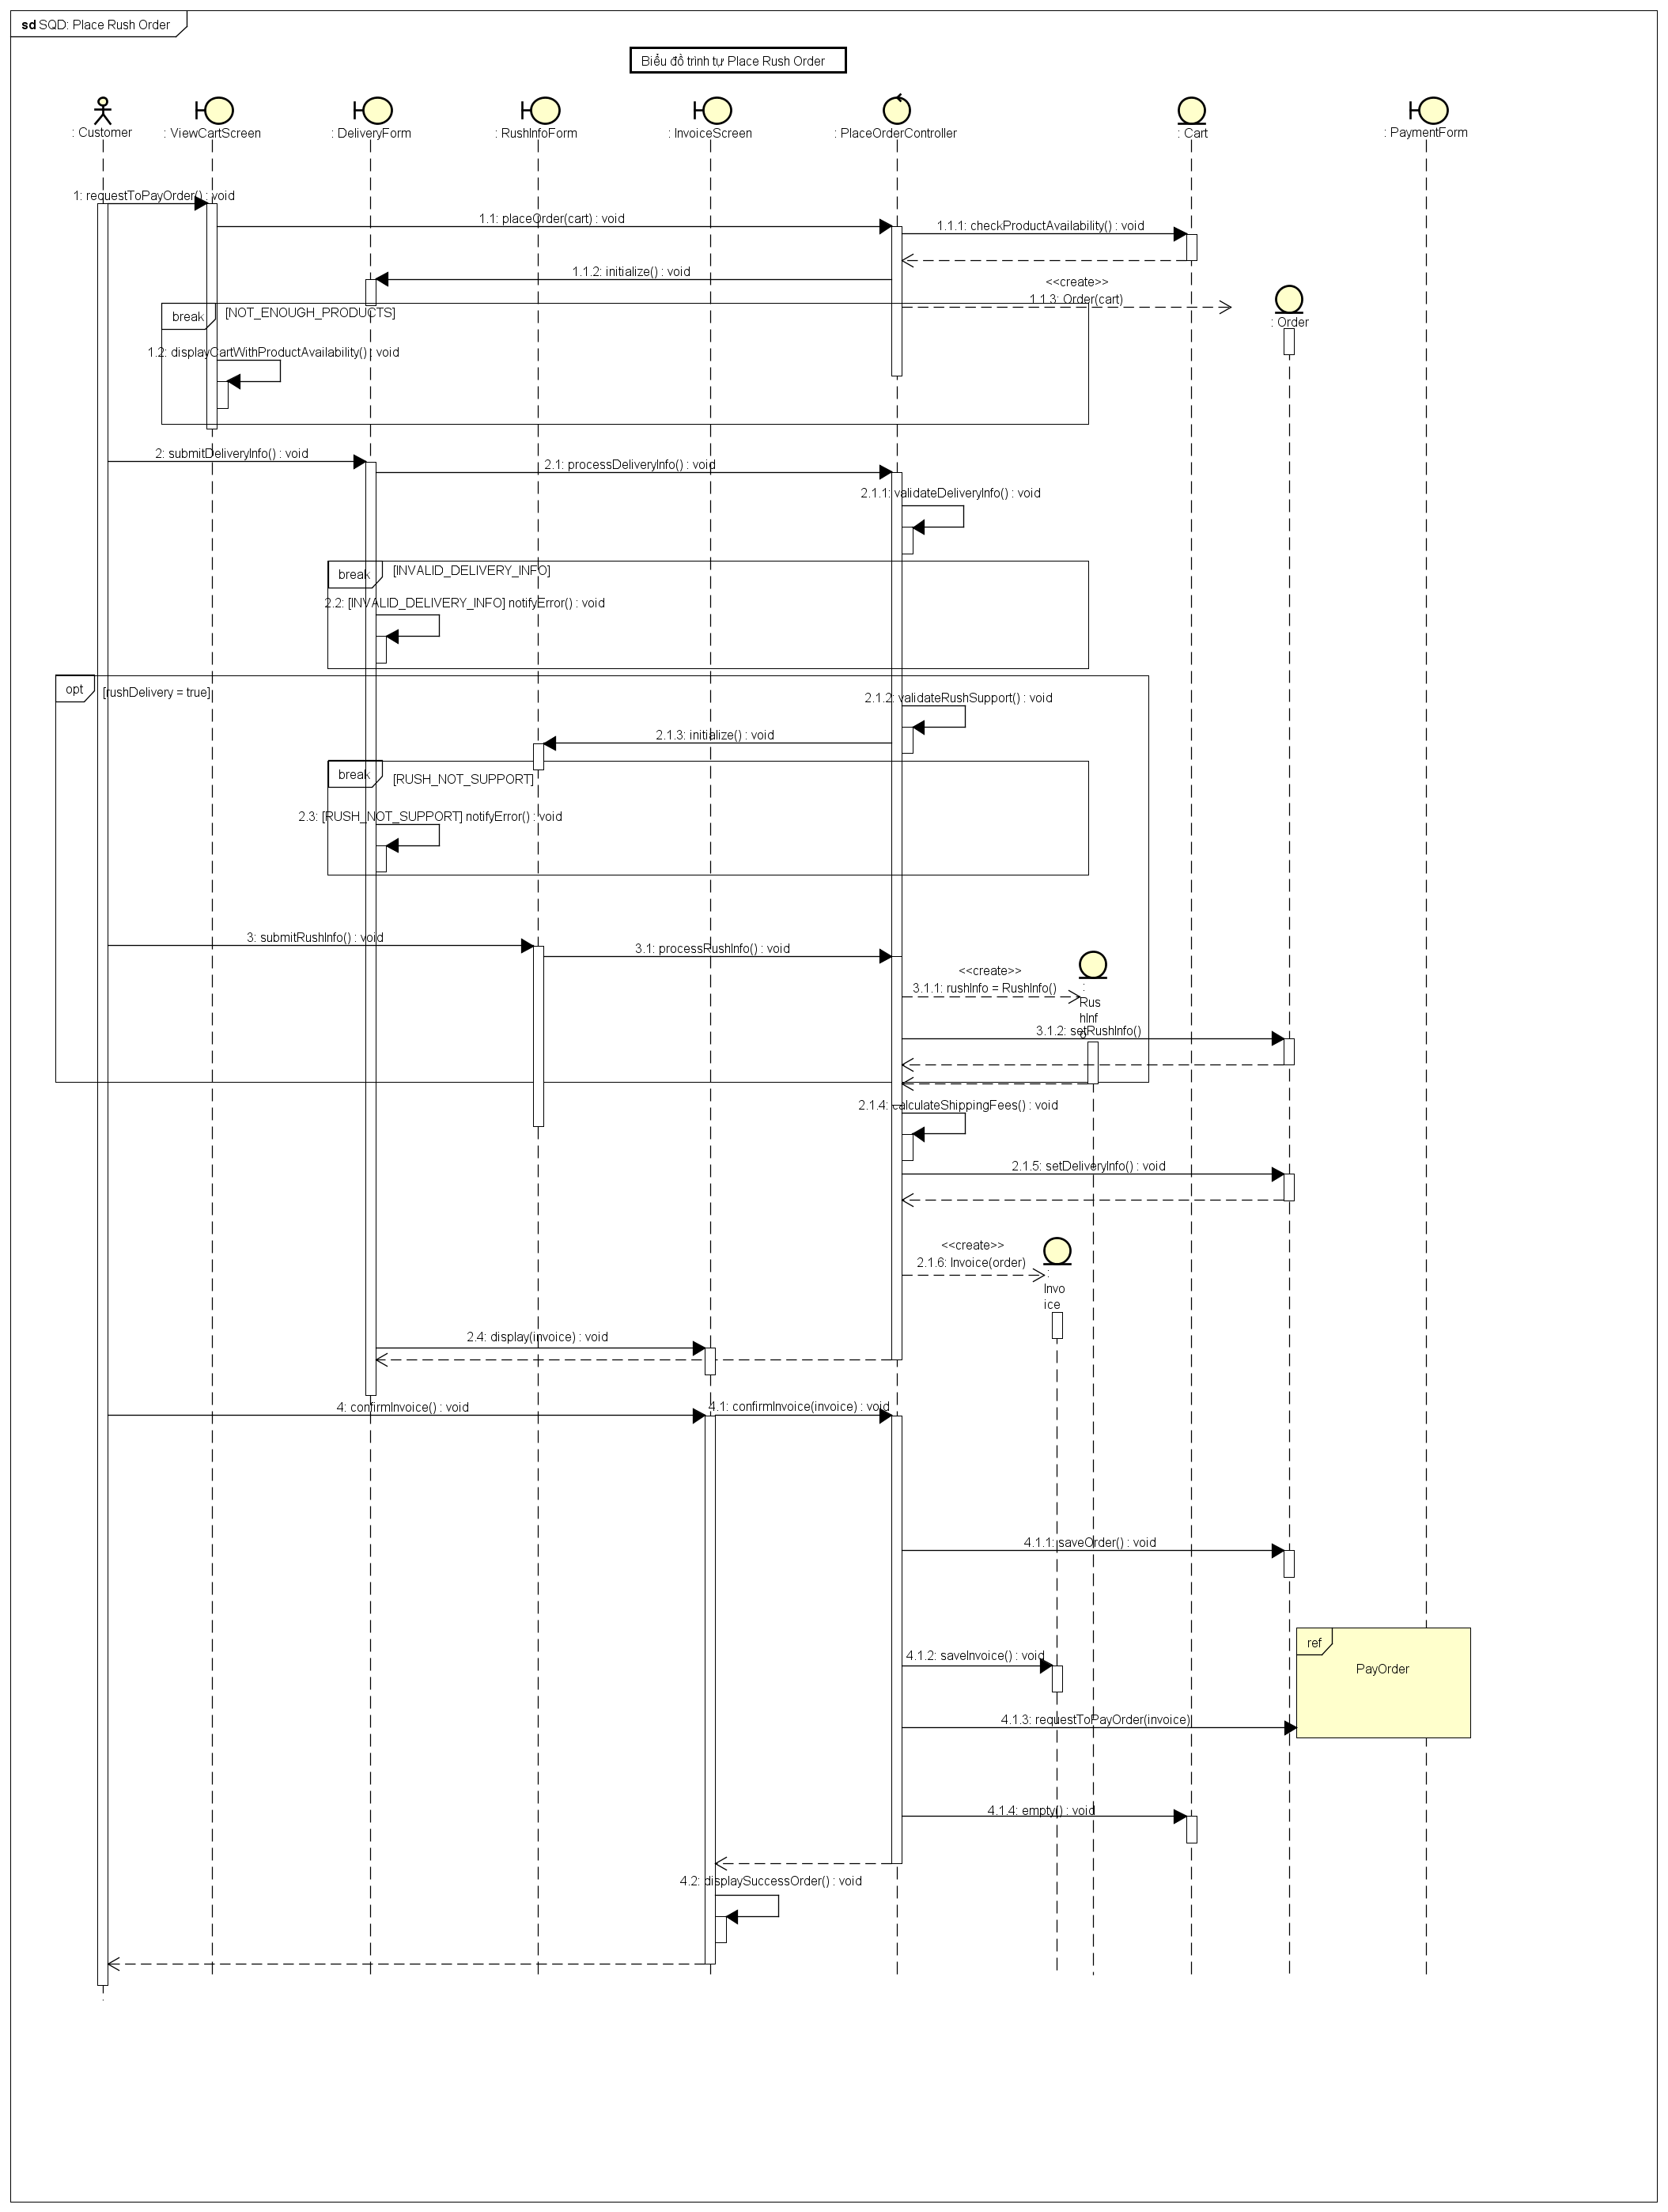 sd SQD: Place Rush Order
Biểu đồ trình tự Place Rush Order
: Customer
: ViewCartScreen
: DeliveryForm
: RushInfoForm
: InvoiceScreen
: PlaceOrderController
: Cart
: PaymentForm
1: requestToPayOrder() : void
1.1: placeOrder(cart) : void
1.1.1: checkProductAvailability() : void
1.1.2: initialize() : void
<<create>>
1.1.3: Order(cart)
: Order
break
[NOT_ENOUGH_PRODUCTS]
1.2: displayCartWithProductAvailability() : void
2: submitDeliveryInfo() : void
2.1: processDeliveryInfo() : void
2.1.1: validateDeliveryInfo() : void
break
[INVALID_DELIVERY_INFO]
2.2: [INVALID_DELIVERY_INFO] notifyError() : void
opt
[rushDelivery = true]
2.1.2: validateRushSupport() : void
2.1.3: initialize() : void
break
[RUSH_NOT_SUPPORT]
2.3: [RUSH_NOT_SUPPORT] notifyError() : void
3: submitRushInfo() : void
3.1: processRushInfo() : void
<<create>>
3.1.1: rushInfo = RushInfo()
:
Rus
hInf
o
3.1.2: setRushInfo()
2.1.4: calculateShippingFees() : void
2.1.5: setDeliveryInfo() : void
<<create>>
2.1.6: Invoice(order)
:
Invo
ice
2.4: display(invoice) : void
4: confirmInvoice() : void
4.1: confirmInvoice(invoice) : void
4.1.1: saveOrder() : void
ref
PayOrder
4.1.2: saveInvoice() : void
4.1.3: requestToPayOrder(invoice)
4.1.4: empty() : void
4.2: displaySuccessOrder() : void